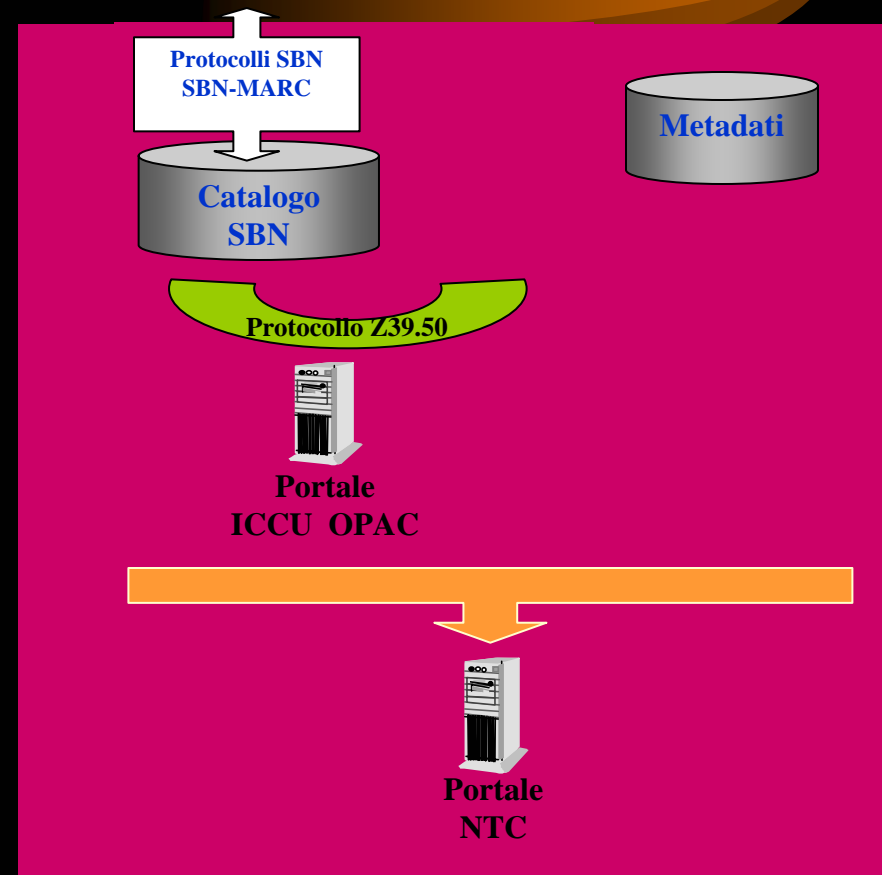 Protocolli SBN
SBN-MARC
Metadati
Catalogo
SBN
Protocollo Z39.50
Portale
ICCU OPAC
Portale
NTC